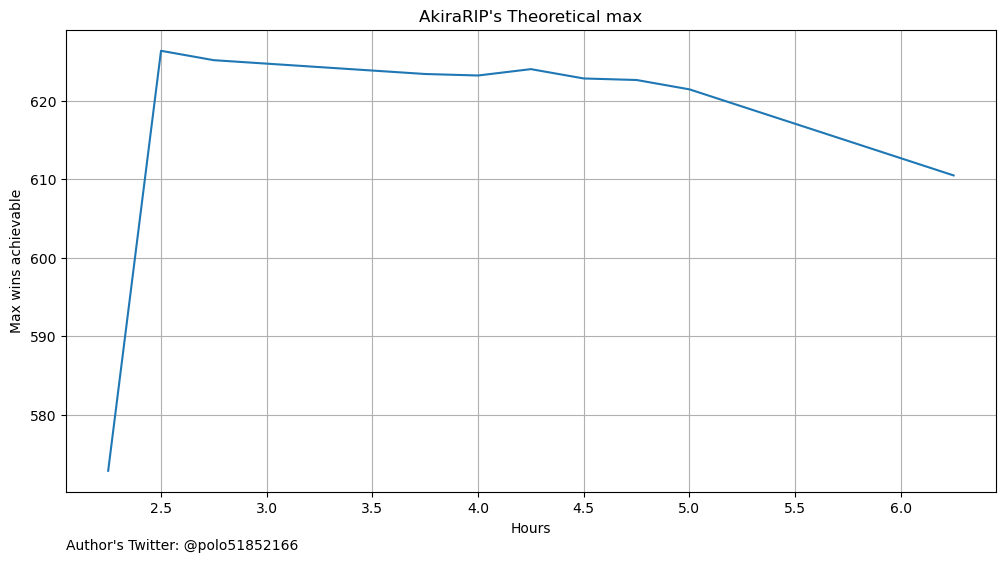 AkiraRIP's Theoretical max
Max wins achievable
620
610
600
590
580
2.5 3.0 3.5 4.0 4.5 5.0 5.5 6.0
Hours
Author's Twitter: @polo51852166